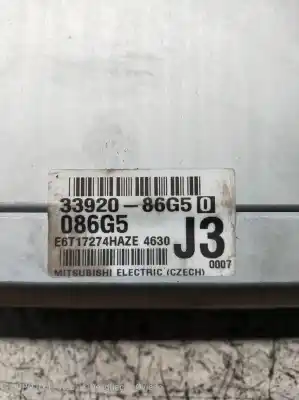 33920-86G5 0
086G5
E6T17274HAZE 4630
J3
0007
MITSUBISHI ELECTRIC (CZECH)